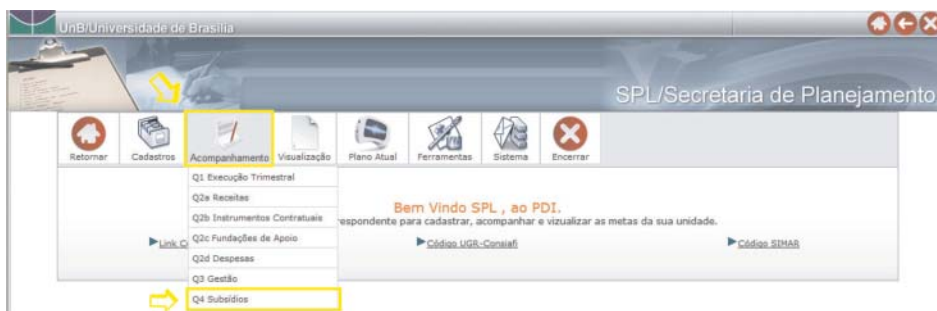 UnB/Universidade de Brasília
SPL/Secretaria de Planejamento
Retornar
Cadastros
Acompanhamento
Visualização
Plano Atual
Ferramentas
Sistema
Encerrar
Q1 Execução Trimestral
Q2a Receitas
Q2b Instrumentos Contratuais
Q2c Fundações de Apoio
Q2d Despesas
Q3 Gestão
Q4 Subsídios
Bem Vindo SPL , ao PDI.
respondente para cadastrar, acompanhar e vizualizar as metas da sua unidade.
Link C
Código UGR-Consiafi
Código SIMAR